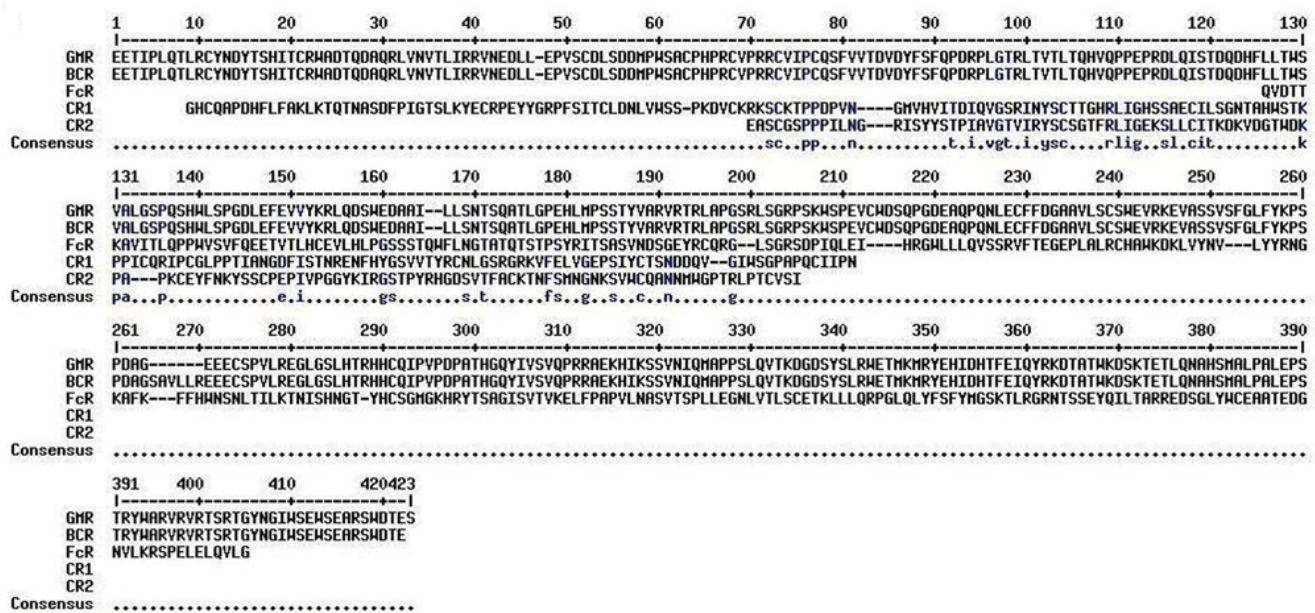 1 10 20 30 40 50 60 70 80 90 100 110 120 130
|--------+---------+---------+---------+---------+---------+---------+---------+---------+---------+---------+---------+---------|
GMR EETIPLQTLRCYNDYTSHITCRWADTQDAQRLVNVTLIRRVNEDLL-EPVSCDLSDDMPWSACPHPRCVPRRCVIPCQSFVVTDVDYFSFQPDRPLGTRLTVTLTQHVQPPEPRDLQISTDQDHFLLTWS
BCR EETIPLQTLRCYNDYTSHITCRWADTQDAQRLVNVTLIRRVNEDLL-EPVSCDLSDDMPWSACPHPRCVPRRCVIPCQSFVVTDVDYFSFQPDRPLGTRLTVTLTQHVQPPEPRDLQISTDQDHFLLTWS
FcR QVDTT
CR1 GHCQAPDHFLFAKLKTQTNASDFPIGTSLKYECRPEYYGRPFSITCLDNLVWSS-PKDVCKRKSCKTPPDPVN----GMVHVITDIQVGSRINYSCTTGHRLIGHSSAECILSGNTAHWSTK
CR2 EASCGSPPPILNG---RISYYSTPIAVGTVIRYSCSGTFRLIGEKSLLCITKDKVDGTWDK
Consensus .......................................................................sc..pp..n..........t.i.vgt.i.ysc...rlig..sl.cit.........k
131 140 150 160 170 180 190 200 210 220 230 240 250 260
|--------+---------+---------+---------+---------+---------+---------+---------+---------+---------+---------+---------+---------|
GMR VALGSPQSHWLSPGDLEFEVVYKRLQDSWEDAAI--LLSNTSQATLGPEHLMPSSTYVARVRTRLAPGSRLSGRPSKWSPEVCWDSQPGDEAQPQNLECFFDGAAVLSCSWEVRKEVASSVSFGLFYKPS
BCR VALGSPQSHWLSPGDLEFEVVYKRLQDSWEDAAI--LLSNTSQATLGPEHLMPSSTYVARVRTRLAPGSRLSGRPSKWSPEVCWDSQPGDEAQPQNLECFFDGAAVLSCSWEVRKEVASSVSFGLFYKPS
FcR KAVITLQPPWVSVFQEETVTLHCEVLHLPGSSSTQWFLNGTATQTSTPSYRITSASVNDSGEYRCQRG--LSGRSDPIQLEI-----HRGWLLLQVSSRVFTEGEPLALRCHAWKDKLVYNV---LYYRNG
CR1 PPICQRIPCGLPPTIANGDFISTNRENFHYGSVVTYRCNLGSRGRKVFELVGEPSIYCTSNDDQV--GIWSGPAPQCIIPN
CR2 PA---PKCEYFNKYSSCPEPIVPGGYKIRGSTPYRHGDSVTFACKTNFSMNGNKSVWCQANNMWGPTRLPTCVSI
Consensus pa...p............e.i........gs......s.t.......fs..g..s..c..n......g..............................................................
261 270 280 290 300 310 320 330 340 350 360 370 380 390
|--------+---------+---------+---------+---------+---------+---------+---------+---------+---------+---------+---------+---------|
GMR PDAG------EEECSPVLREGLGSLHTRHHCQIPVPDPATHGQYIVSVQPRRAEKHIKSSVNIQMAPPSLQVTKDGDSYSLRWETMKMRYEHIDHTFEIQYRKDTATWKDSKTETLQNAHSMALPALEPS
BCR PDAGSAVLLREEECSPVLREGLGSLHTRHHCQIPVPDPATHGQYIVSVQPRRAEKHIKSSVNIQMAPPSLQVTKDGDSYSLRWETMKMRYEHIDHTFEIQYRKDTATWKDSKTETLQNAHSMALPALEPS
FcR KAFK---FFHWNSNLTILKTNISHNGT-YHCSGMGKHRYTSAGISVTVKELFPAPVLNASVTSPLLEGNLVTLSCETKLLLQRPGLQLYFSFYMGSKTLRGRNTSSEYQILTARREDSGLYWCEAATEDG
CR1
CR2
Consensus ..................................................................................................................................
391 400 410 420423
|--------+---------+---------+--|
GMR TRYWARVRVRTSRTGYNGIWSEWSEARSWDTES
BCR TRYWARVRVRTSRTGYNGIWSEWSEARSWDTE
FcR NVLKRSPELELQVLG
CR1
CR2
Consensus .................................